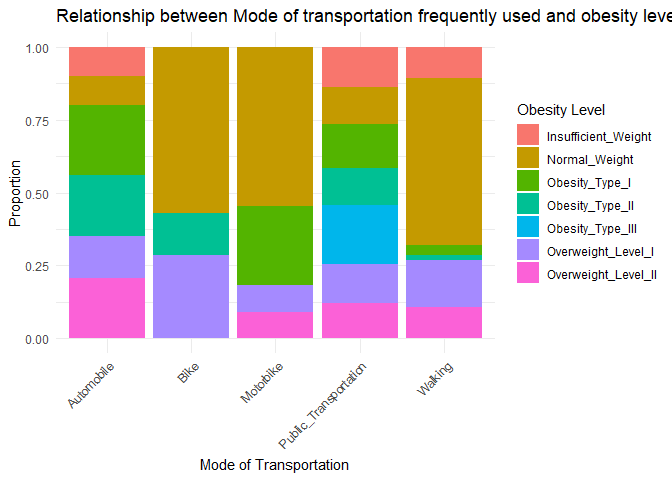 Relationship between Mode of transportation frequently used and obesity leve
1.00
0.75
0.50
0.25
0.00
Proportion
Automobile
Bike
Motorbike
Public_Transportation
Walking
Mode of Transportation
Obesity Level
Insufficient_Weight
Normal_Weight
Obesity_Type_I
Obesity_Type_II
Obesity_Type_III
Overweight_Level_I
Overweight_Level_II